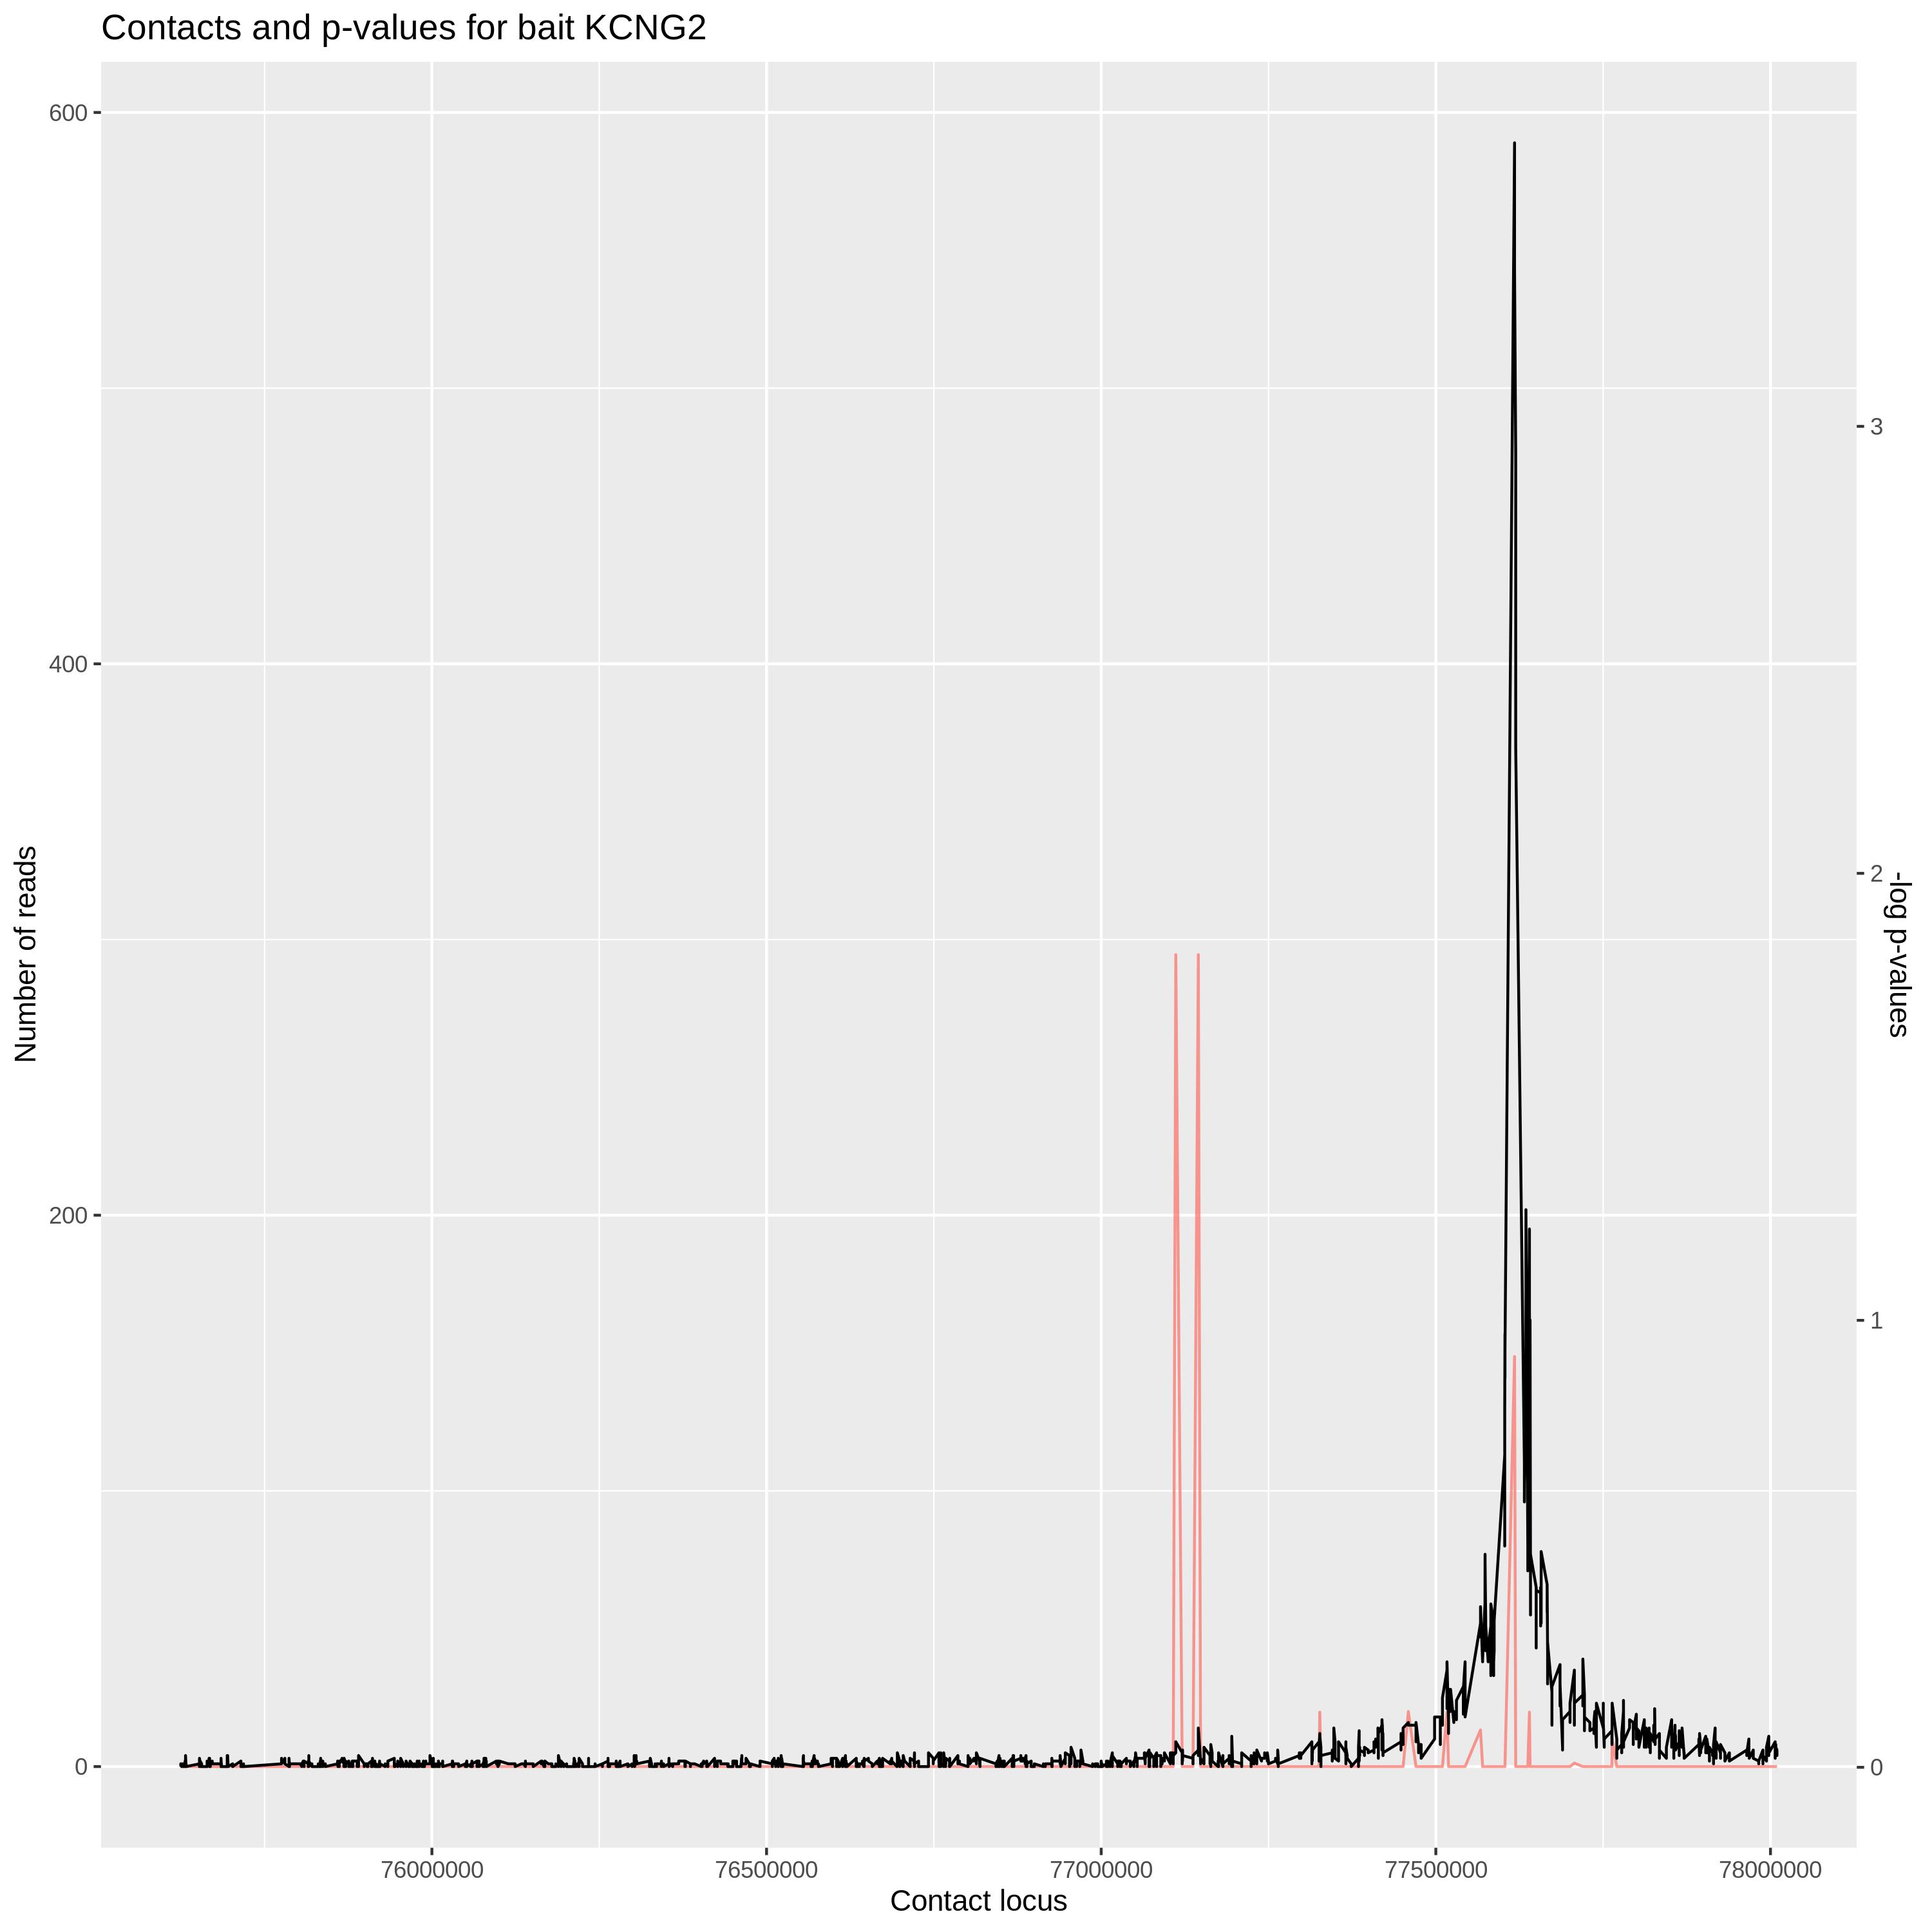 Contacts and p-values for bait KCNG2
600
400
200
0
Number of reads
3
2
1
0
-log p-values
76000000 76500000 77000000 77500000 78000000
Contact locus